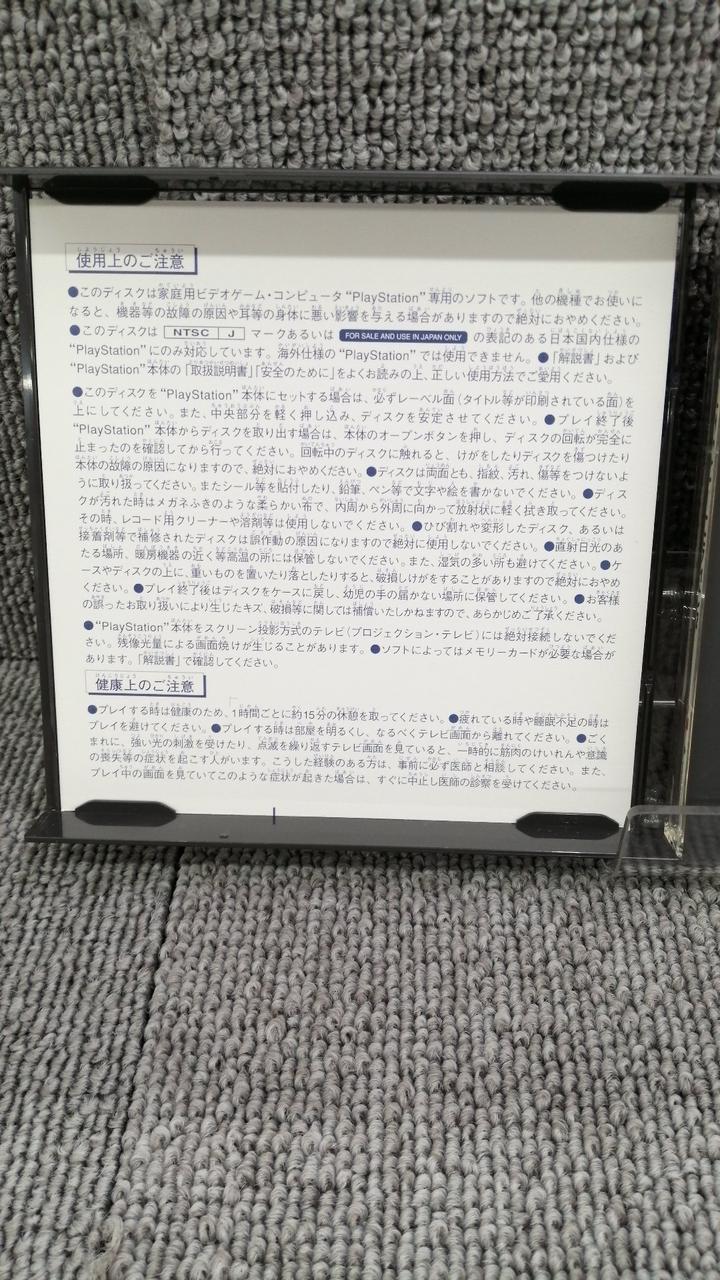 使用上のご注意
●このディスクは家庭用ビデオゲーム・コンピュータ“PlayStation”専用のソフトです。他の機種でお使いに
なると、機器等の故障の原因や耳等の身体に悪い影響を与える場合がありますので絶対におやめください。
●このディスクは NTSC J マークあるいは FOR SALE AND USE IN JAPAN ONLY の表記のある日本国内仕様の
“PlayStation”にのみ対応しています。海外仕様の“PlayStation”では使用できません。●「解説書」および
“PlayStation”本体の「取扱説明書」「安全のために」をよくお読みの上、正しい使用方法でご愛用ください。
●このディスクを“PlayStation”本体にセットする場合は、必ずレーベル面(タイトル等が印刷されている面)を
上にしてください。また、中央部分を軽く押し込み、ディスクを安定させてください。●プレイ終了後
“PlayStation”本体からディスクを取り出す場合は、本体のオープンボタンを押し、ディスクの回転が完全に
止まったのを確認してから行ってください。回転中のディスクに触れると、けがをしたりディスクを傷つけたり
本体の故障の原因になりますので、絶対におやめください。●ディスクは両面とも、指紋、汚れ、傷等をつけないよ
うに取り扱ってください。またシール等を貼付したり、鉛筆、ペン等で文字や絵を書かないでください。●ディス
クが汚れた時はメガネふきのような柔らかい布で、内周から外周に向かって放射状に軽く拭き取ってください。
その時、レコード用クリーナーや溶剤等は使用しないでください。●ひび割れや変形したディスク、あるいは
接着剤等で補修されたディスクは誤作動の原因になりますので絶対に使用しないでください。●直射日光のあ
たる場所、暖房機器の近く等高温の所には保管しないでください。また、湿気の多い所も避けてください。●ケ
ースやディスクの上に、重いものを置いたり落としたりすると、破損しけがをすることがありますので絶対におやめ
ください。●プレイ終了後はディスクをケースに戻し、幼児の手の届かない場所に保管してください。●お客様
の誤ったお取り扱いにより生じたキズ、破損等に関しては補償いたしかねますので、あらかじめご了承ください。
●“PlayStation”本体をスクリーン投影方式のテレビ(プロジェクション・テレビ)には絶対接続しないでくだ
さい。残像光量による画面焼けが生じることがあります。●ソフトによってはメモリーカードが必要な場合が
あります。「解説書」で確認してください。
健康上のご注意
●プレイする時は健康のため、1時間ごとに約15分の休憩を取ってください。●疲れている時や睡眠不足の時は
プレイを避けてください。●プレイする時は部屋を明るくし、なるべくテレビ画面から離れてください。●ごく
まれに、強い光の刺激を受けたり、点滅を繰り返すテレビ画面を見ていると、一時的に筋肉のけいれんや意識
の喪失等の症状を起こす人がいます。こうした経験のある方は、事前に必ず医師と相談してください。また、
プレイ中の画面を見ていてこのような症状が起きた場合は、すぐに中止し医師の診察を受けてください。